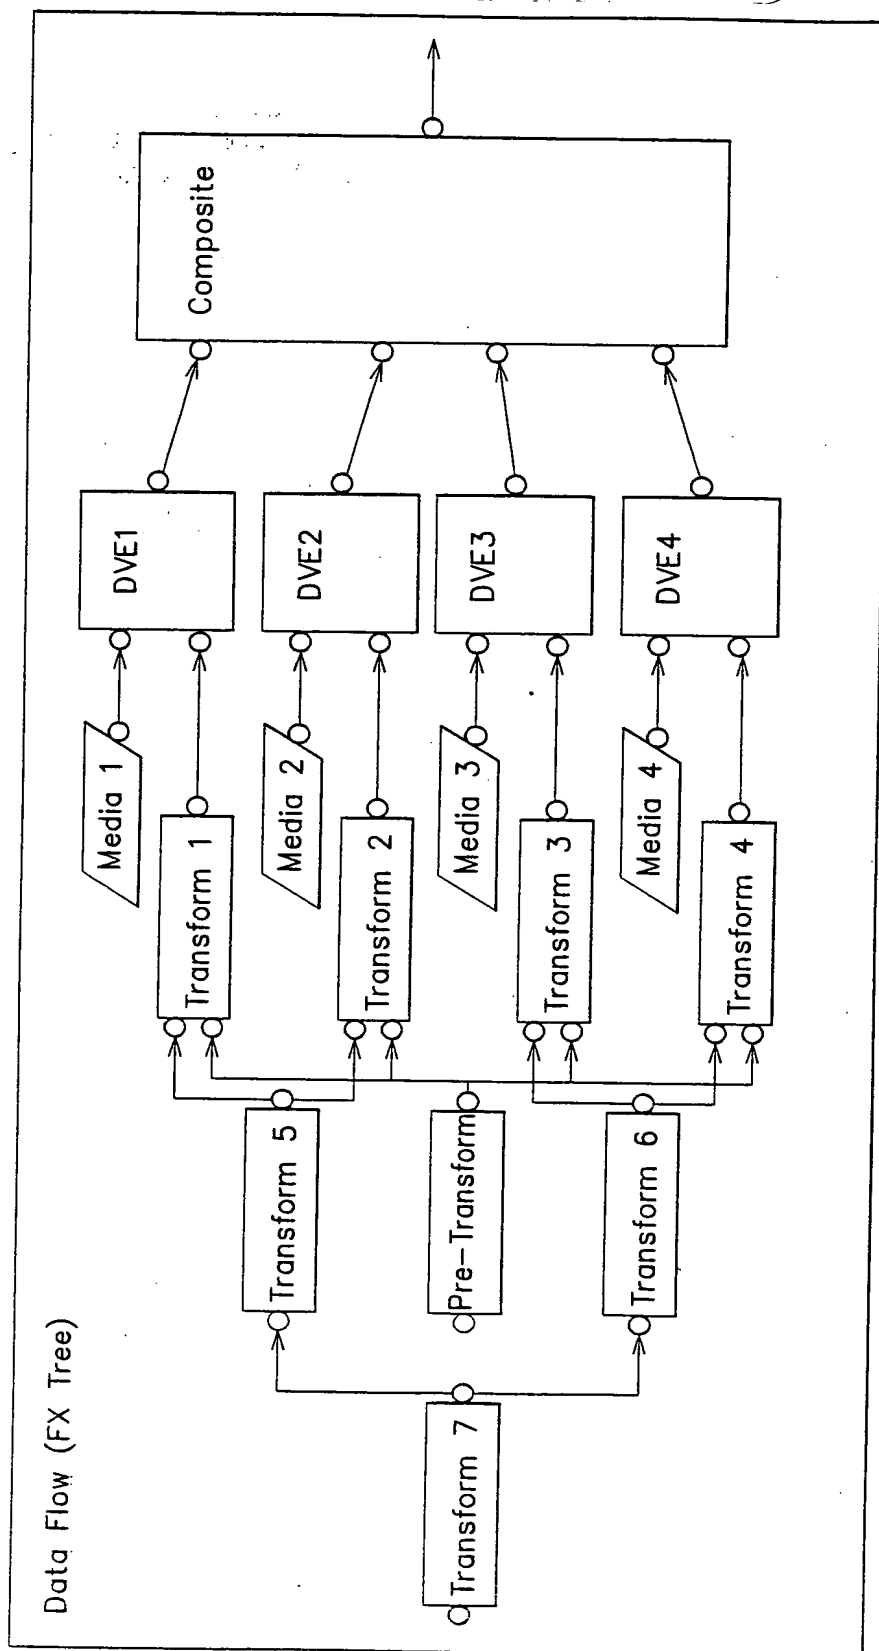 Data Flow (FX Tree)
Transform 7
Transform 5
Pre-Transform
Transform 6
Media 1
Transform 1
Media 2
Transform 2
Media 3
Transform 3
Media 4
Transform 4
DVE1
DVE2
DVE3
DVE4
Composite